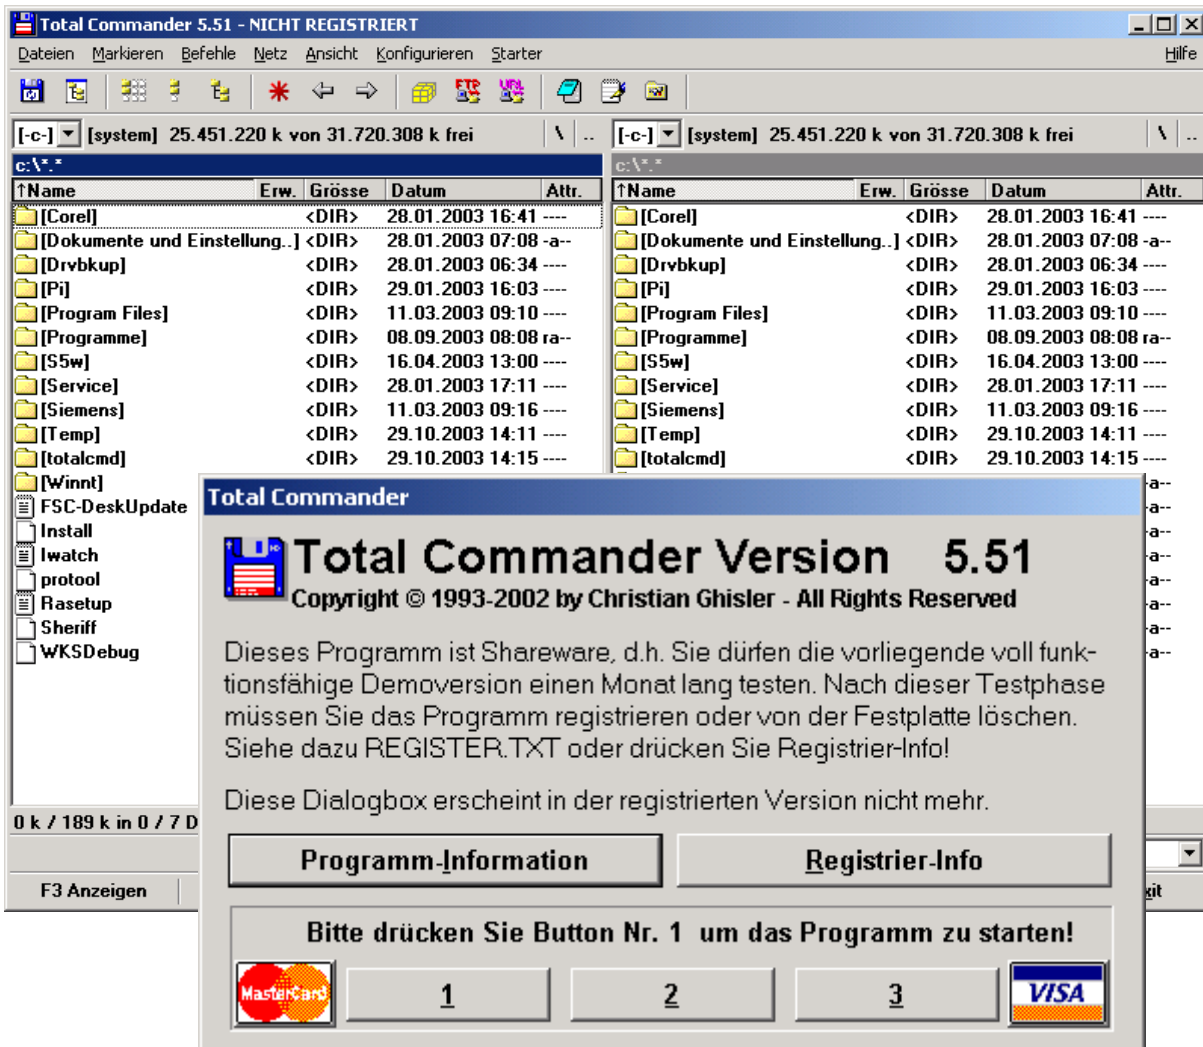 Total Commander 5.51 - NICHT REGISTRIERT
Dateien Markieren Befehle Netz Ansicht Konfigurieren Starter Hilfe
FTP URL
[-c-] [system] 25.451.220 k von 31.720.308 k frei \ .. [-c-] [system] 25.451.220 k von 31.720.308 k frei \ ..
c:\*.* c:\*.*
↑Name Erw. Grösse Datum Attr. ↑Name Erw. Grösse Datum Attr.
[Corel] <DIR> 28.01.2003 16:41 ---- [Corel] <DIR> 28.01.2003 16:41 ----
[Dokumente und Einstellung..] <DIR> 28.01.2003 07:08 -a-- [Dokumente und Einstellung..] <DIR> 28.01.2003 07:08 -a--
[Drvbkup] <DIR> 28.01.2003 06:34 ---- [Drvbkup] <DIR> 28.01.2003 06:34 ----
[Pi] <DIR> 29.01.2003 16:03 ---- [Pi] <DIR> 29.01.2003 16:03 ----
[Program Files] <DIR> 11.03.2003 09:10 ---- [Program Files] <DIR> 11.03.2003 09:10 ----
[Programme] <DIR> 08.09.2003 08:08 ra-- [Programme] <DIR> 08.09.2003 08:08 ra--
[S5w] <DIR> 16.04.2003 13:00 ---- [S5w] <DIR> 16.04.2003 13:00 ----
[Service] <DIR> 28.01.2003 17:11 ---- [Service] <DIR> 28.01.2003 17:11 ----
[Siemens] <DIR> 11.03.2003 09:16 ---- [Siemens] <DIR> 11.03.2003 09:16 ----
[Temp] <DIR> 29.10.2003 14:11 ---- [Temp] <DIR> 29.10.2003 14:11 ----
[totalcmd] <DIR> 29.10.2003 14:15 ---- [totalcmd] <DIR> 29.10.2003 14:15 ----
[Winnt] -a--
FSC-DeskUpdate -a--
Install -a--
Iwatch -a--
protool -a--
Rasetup -a--
Sheriff -a--
WKSDebug -a--
0 k / 189 k in 0 / 7 D
F3 Anzeigen xit
Total Commander
Total Commander Version 5.51
Copyright © 1993-2002 by Christian Ghisler - All Rights Reserved
Dieses Programm ist Shareware, d.h. Sie dürfen die vorliegende voll funk-
tionsfähige Demoversion einen Monat lang testen. Nach dieser Testphase
müssen Sie das Programm registrieren oder von der Festplatte löschen.
Siehe dazu REGISTER.TXT oder drücken Sie Registrier-Info!
Diese Dialogbox erscheint in der registrierten Version nicht mehr.
Programm-Information Registrier-Info
Bitte drücken Sie Button Nr. 1 um das Programm zu starten!
MasterCard 1 2 3 VISA